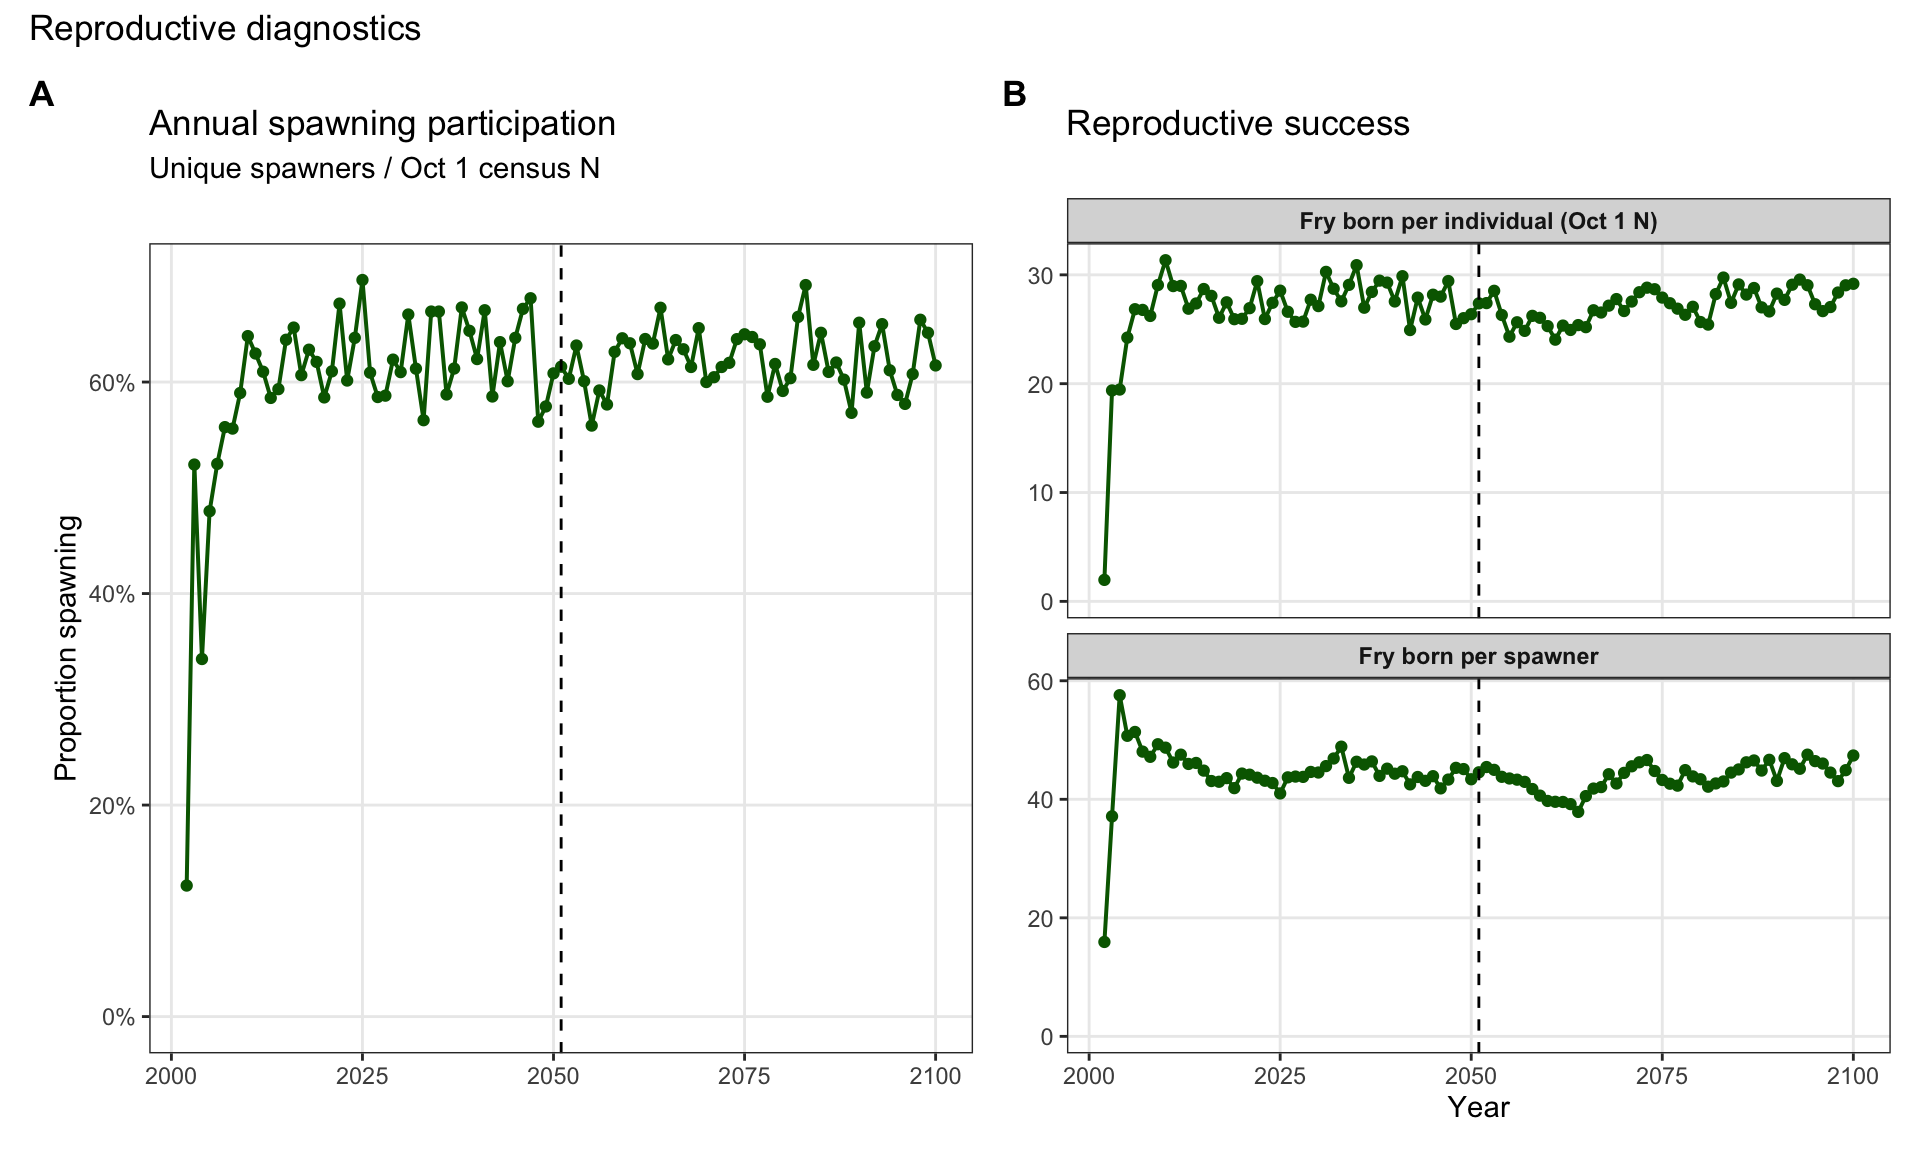 Reproductive diagnostics
A
Annual spawning participation
Unique spawners / Oct 1 census N
Proportion spawning
60%
40%
20%
0%
2000 2025 2050 2075 2100
B
Reproductive success
Fry born per individual (Oct 1 N)
30
20
10
0
Fry born per spawner
60
40
20
0
2000 2025 2050 2075 2100
Year